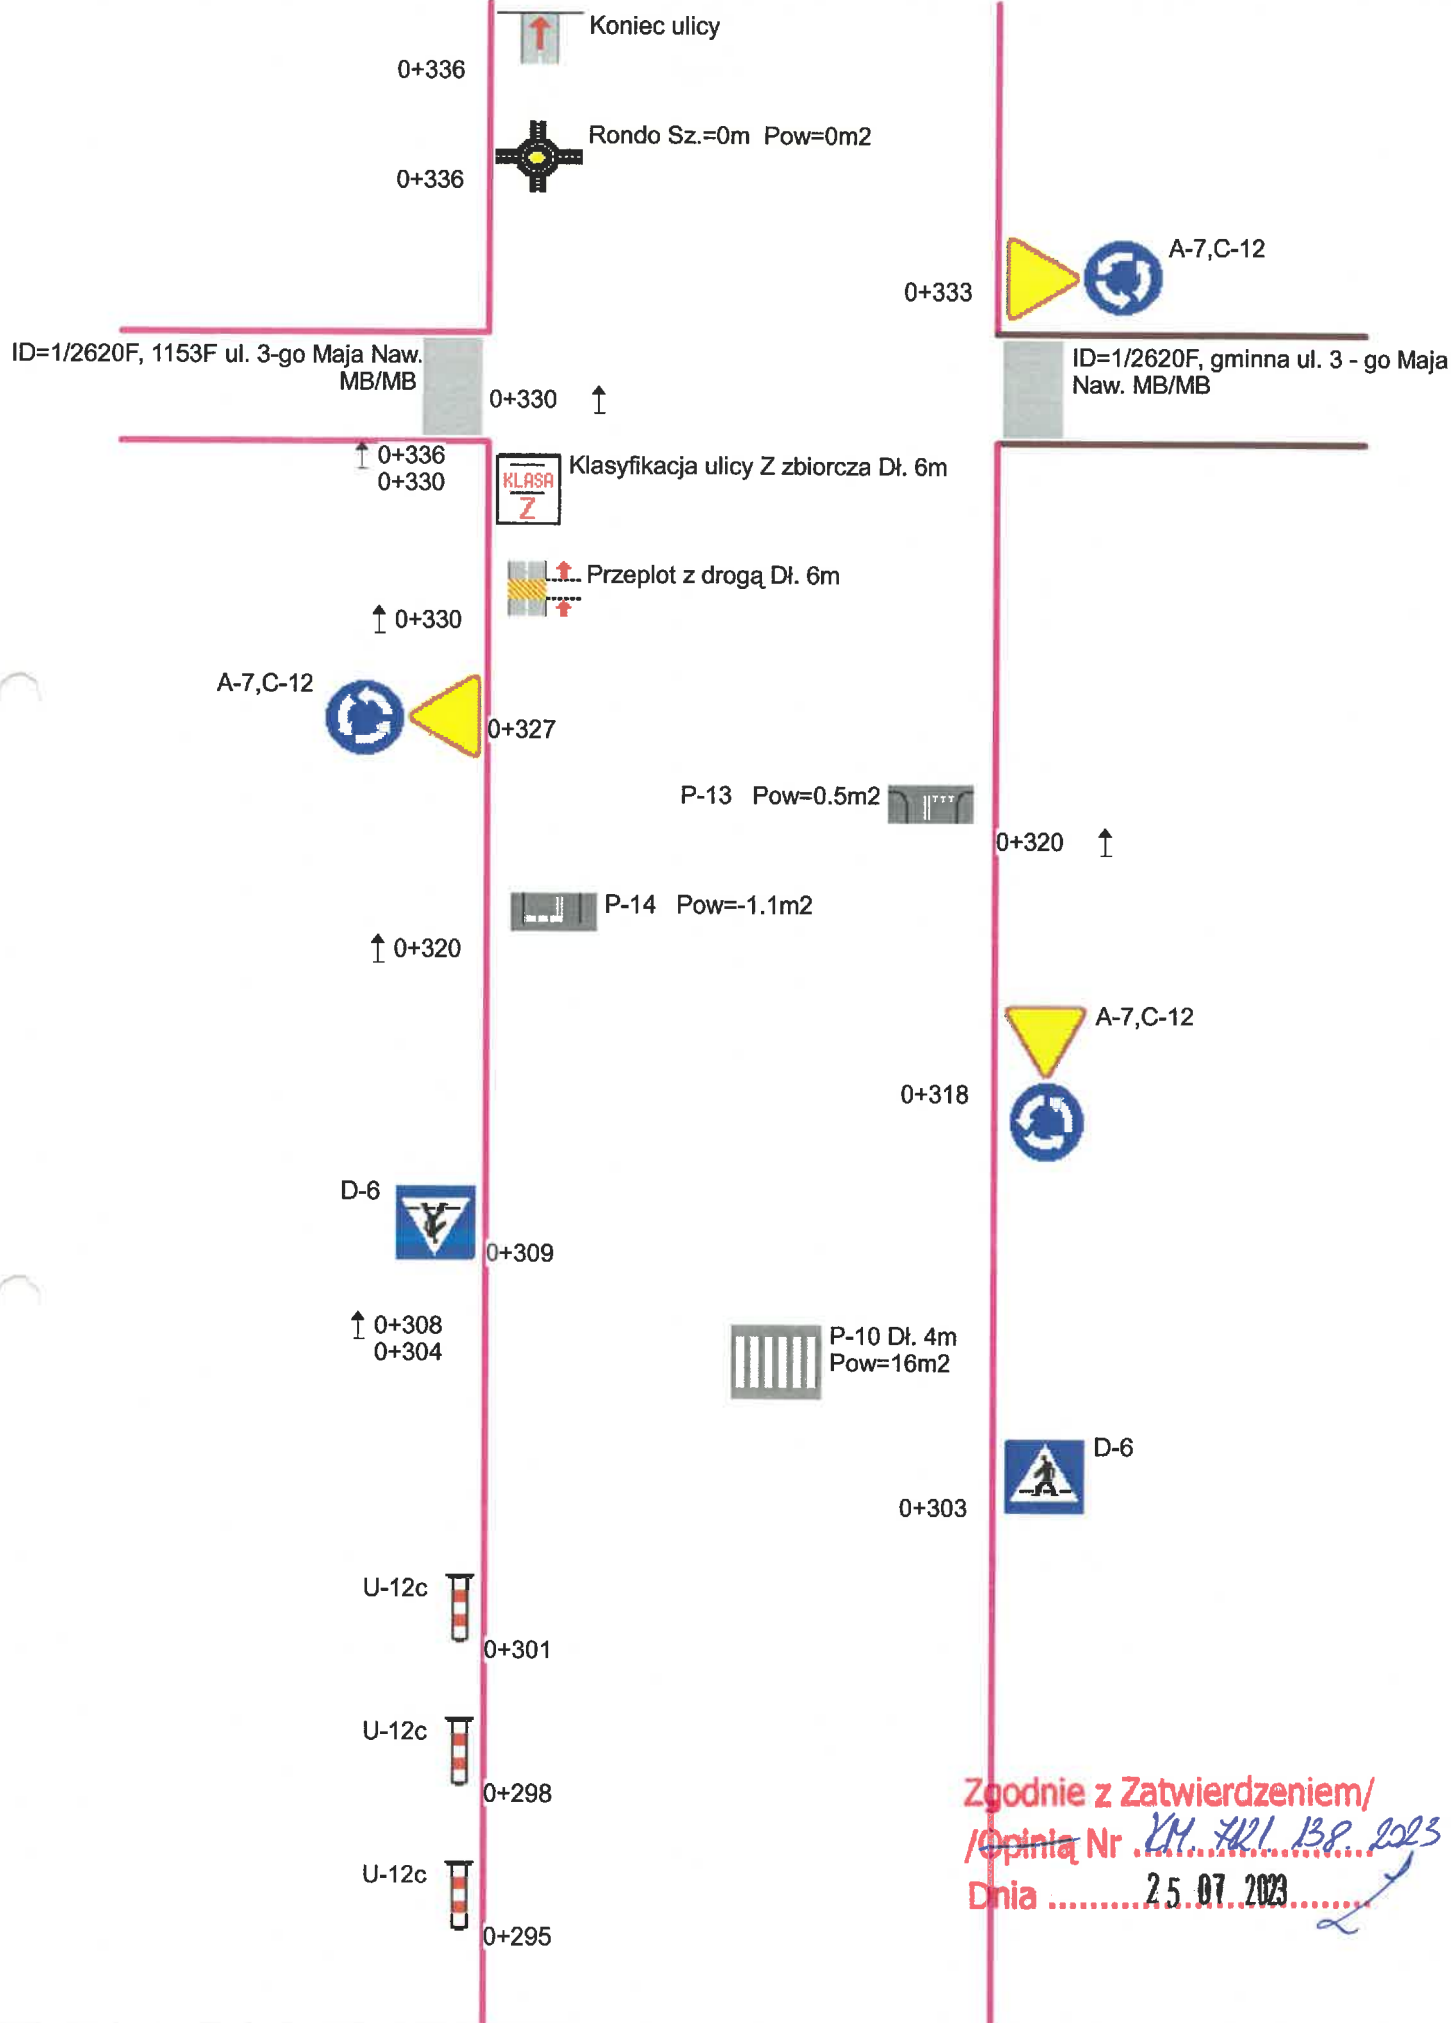 Koniec ulicy
0+336
Rondo Sz.=0m Pow=0m2
0+336
A-7,C-12
0+333
ID=1/2620F, 1153F ul. 3-go Maja Naw.
MB/MB
0+330
ID=1/2620F, gminna ul. 3 - go Maja
Naw. MB/MB
0+336
0+330
KLASA
Z
Klasyfikacja ulicy Z zbiorcza Dł. 6m
Przeplot z drogą Dł. 6m
0+330
A-7,C-12
0+327
P-13 Pow=0.5m2
0+320
P-14 Pow=-1.1m2
0+320
A-7,C-12
0+318
D-6
0+309
0+308
0+304
P-10 Dł. 4m
Pow=16m2
D-6
0+303
U-12c
0+301
U-12c
0+298
U-12c
0+295
Zgodnie z Zatwierdzeniem/
/Opinią Nr 138. 2023
Dnia 25 07 2023